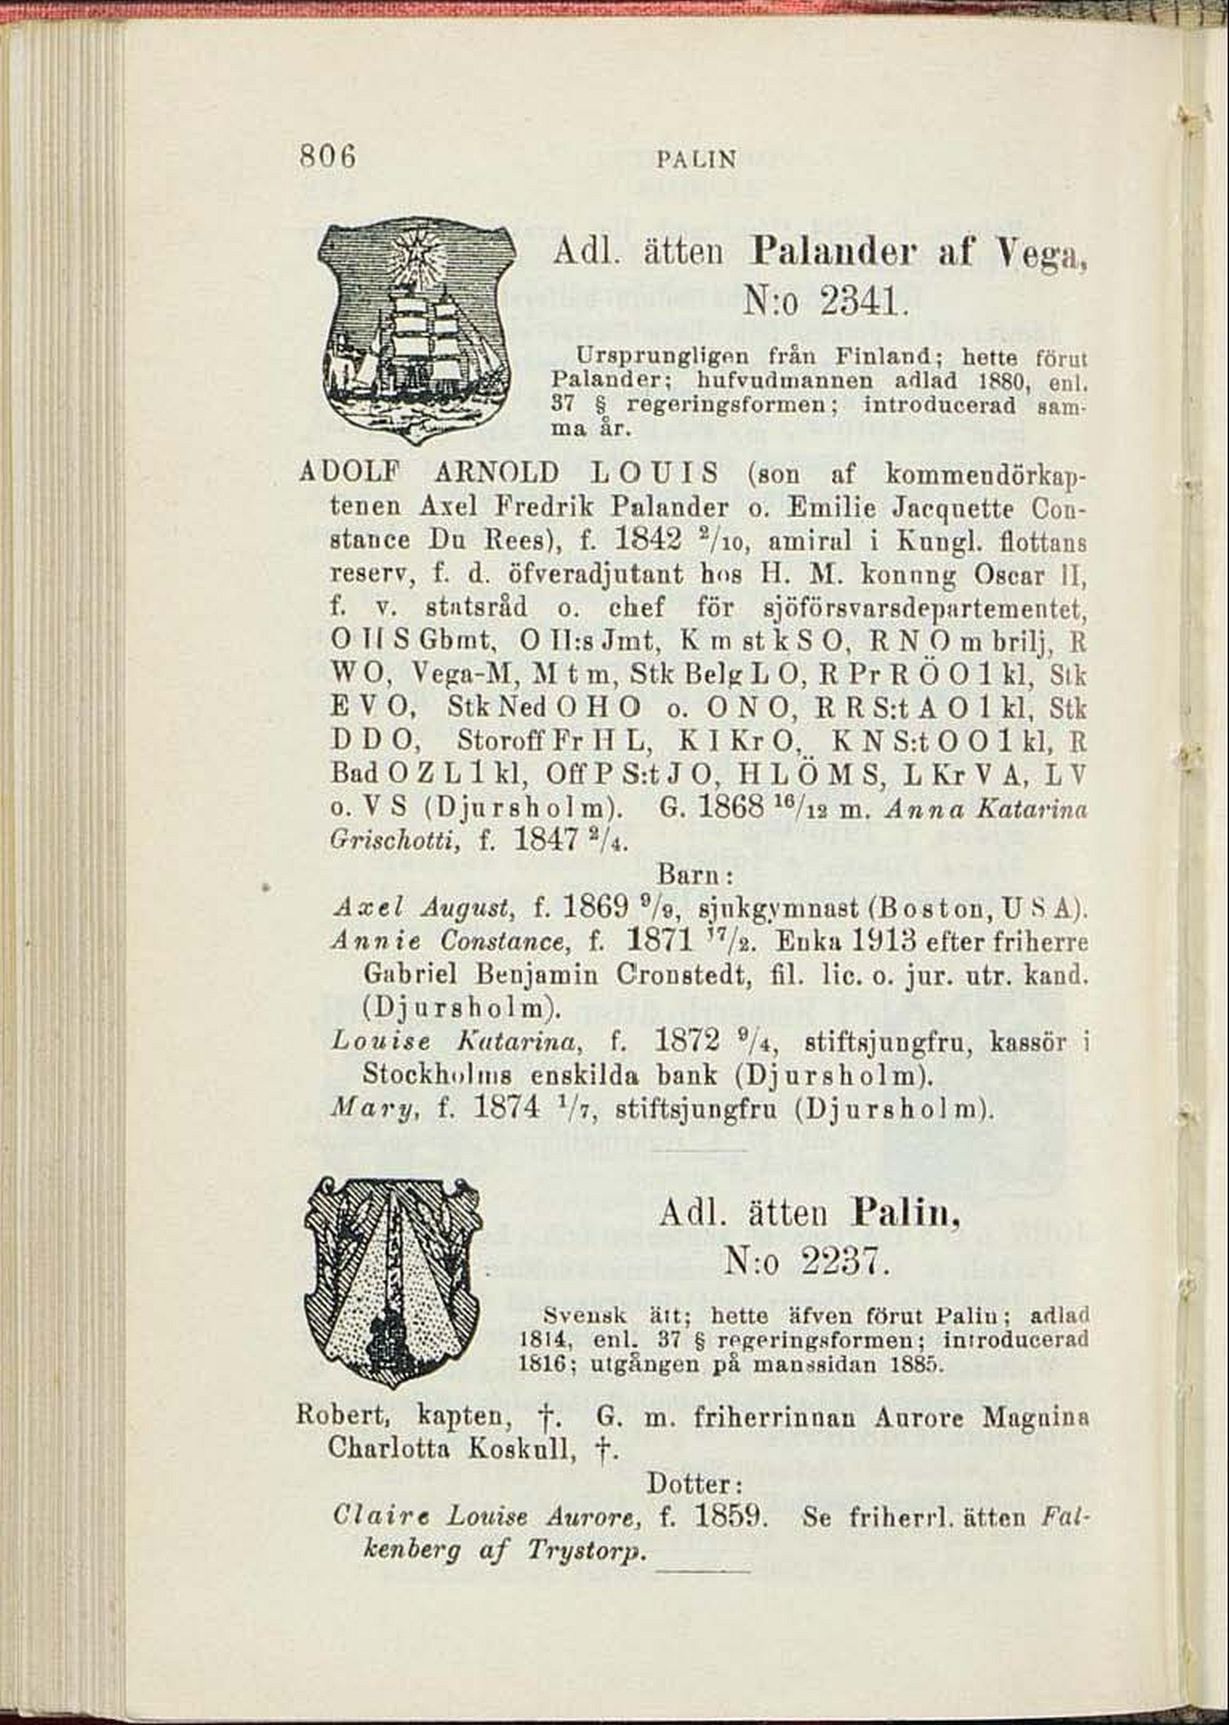 806
PALIN
Adl. ätten Palander af Vega,
N:o 2341.
Ursprungligen från Finland; hette förut
Palander; hufvudmannen adlad 1880, enl.
37 § regeringsformen; introducerad sam-
ma år.
ADOLF ARNOLD LOUIS (son af kommendörkap-
tenen Axel Fredrik Palander o. Emilie Jacquette Con-
stance Du Rees), f. 1842 2/10, amiral i Kungl. flottans
reserv, f. d. öfveradjutant hos H. M. konung Oscar II,
f. v. statsråd o. chef för sjöförsvarsdepartementet,
O II S Gbmt, O II:s Jmt, K m st k S O, R N O m brilj, R
W O, Vega-M, M t m, Stk Belg L O, R Pr R Ö O 1 kl, Stk
E V O, Stk Ned O H O o. O N O, R R S:t A O 1 kl, Stk
D D O, Storoff Fr H L, K I Kr O, K N S:t O O 1 kl, R
Bad O Z L 1 kl, Off P S:t J O, H L Ö M S, L Kr V A, L V
o. V S (Djursholm). G. 1868 16/12 m. Anna Katarina
Grischotti, f. 1847 2/4.
Barn:
Axel August, f. 1869 9/9, sjukgymnast (Boston, U S A).
Annie Constance, f. 1871 17/2. Enka 1913 efter friherre
Gabriel Benjamin Cronstedt, fil. lic. o. jur. utr. kand.
(Djursholm).
Louise Katarina, f. 1872 9/4, stiftsjungfru, kassör i
Stockholms enskilda bank (Djursholm).
Mary, f. 1874 1/7, stiftsjungfru (Djursholm).
Adl. ätten Palin,
N:o 2237.
Svensk ätt; hette äfven förut Palin; adlad
1814, enl. 37 § regeringsformen; introducerad
1816; utgången på manssidan 1885.
Robert, kapten, †. G. m. friherrinnan Aurore Magnina
Charlotta Koskull, †.
Dotter:
Claire Louise Aurore, f. 1859. Se friherrl. ätten Fal-
kenberg af Trystorp.